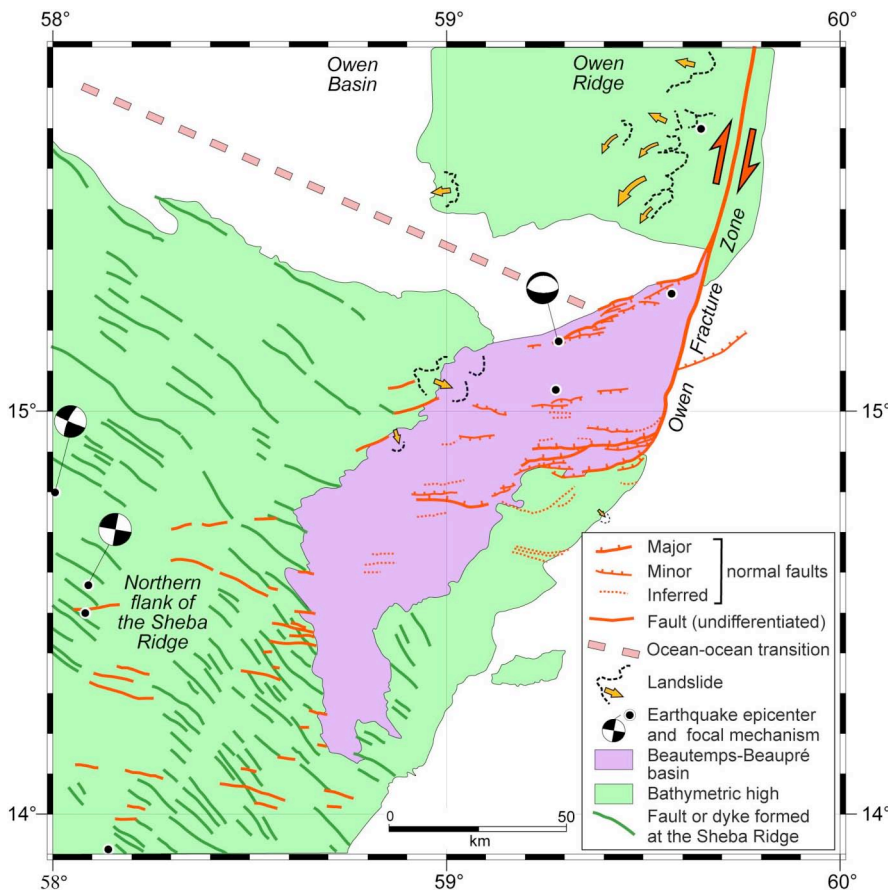 58°
59°
60°
Owen
Basin
Owen
Ridge
Owen Fracture Zone
15°
15°
Northern
flank of
the Sheba
Ridge
Major
Minor
Inferred
normal faults
Fault (undifferentiated)
Ocean-ocean transition
Landslide
Earthquake epicenter
and focal mechanism
Beautemps-Beaupré
basin
Bathymetric high
Fault or dyke formed
at the Sheba Ridge
0
50
km
14°
14°
58°
59°
60°